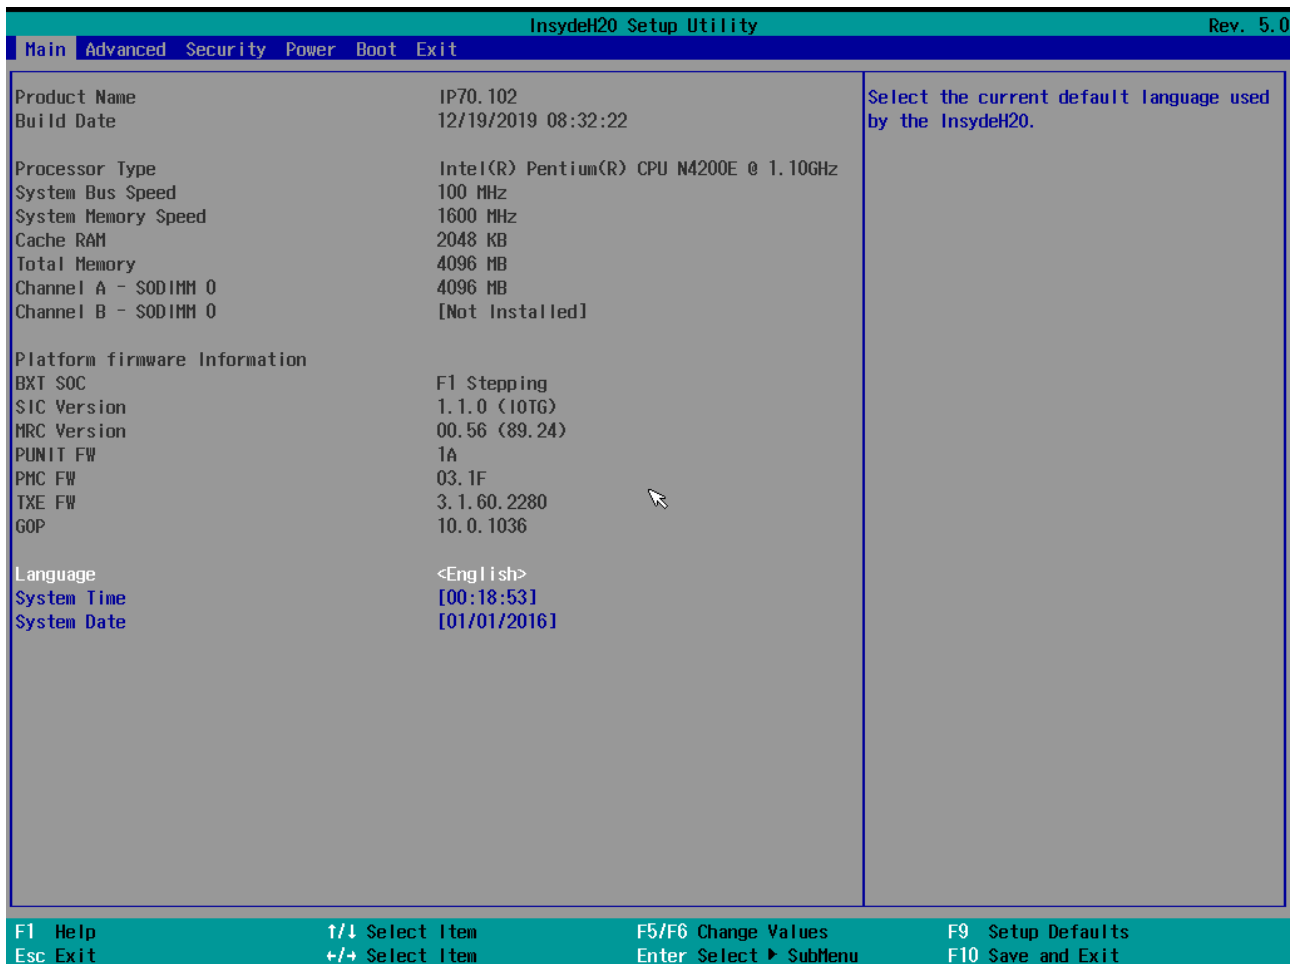 InsydeH20 Setup Utility Rev. 5.0
Main Advanced Security Power Boot Exit
Product Name IP70.102
Build Date 12/19/2019 08:32:22
Processor Type Intel(R) Pentium(R) CPU N4200E @ 1.10GHz
System Bus Speed 100 MHz
System Memory Speed 1600 MHz
Cache RAM 2048 KB
Total Memory 4096 MB
Channel A - SODIMM 0 4096 MB
Channel B - SODIMM 0 [Not Installed]
Platform firmware Information
BXT SOC F1 Stepping
SIC Version 1.1.0 (IOTG)
MRC Version 00.56 (89.24)
PUNIT FW 1A
PMC FW 03.1F
TXE FW 3.1.60.2280
GOP 10.0.1036
Language <English>
System Time [00:18:53]
System Date [01/01/2016]
Select the current default language used
by the InsydeH20.
F1 Help ↑/↓ Select Item F5/F6 Change Values F9 Setup Defaults
Esc Exit ←/→ Select Item Enter Select ▶ SubMenu F10 Save and Exit